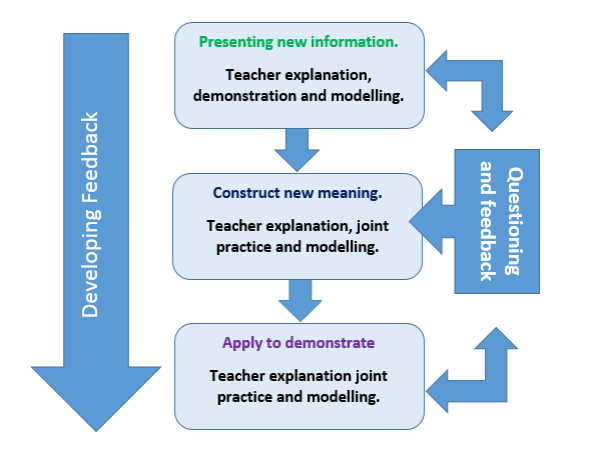 Developing Feedback
Presenting new information.
Teacher explanation,
demonstration and modelling.
Construct new meaning.
Teacher explanation, joint
practice and modelling.
Apply to demonstrate
Teacher explanation joint
practice and modelling.
Questioning
and feedback